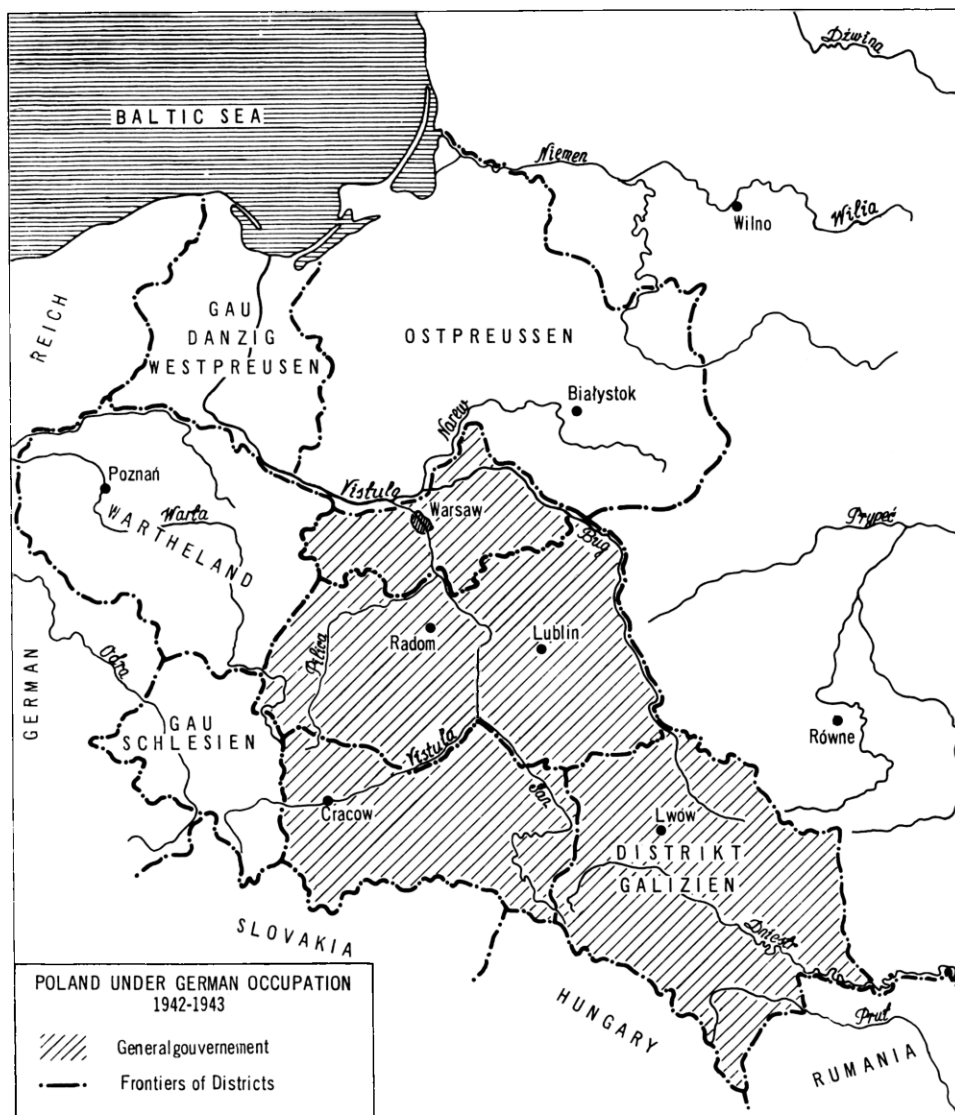 Dźwina
BALTIC SEA
Niemen
Wilno
Wilia
REICH
GAU
DANZIG
WESTPREUSEN
OSTPREUSSEN
Białystok
Narew
Poznań
Vistula
Warsaw
Warta
WARTHELAND
Bug
Prypeć
GERMAN
Odra
Pilica
Radom
Lublin
GAU
SCHLESIEN
Równe
Vistula
Cracow
San
Lwów
DISTRIKT
GALIZIEN
Dniestr
SLOVAKIA
HUNGARY
Prut
RUMANIA
POLAND UNDER GERMAN OCCUPATION
1942-1943
Generalgouvernement
Frontiers of Districts